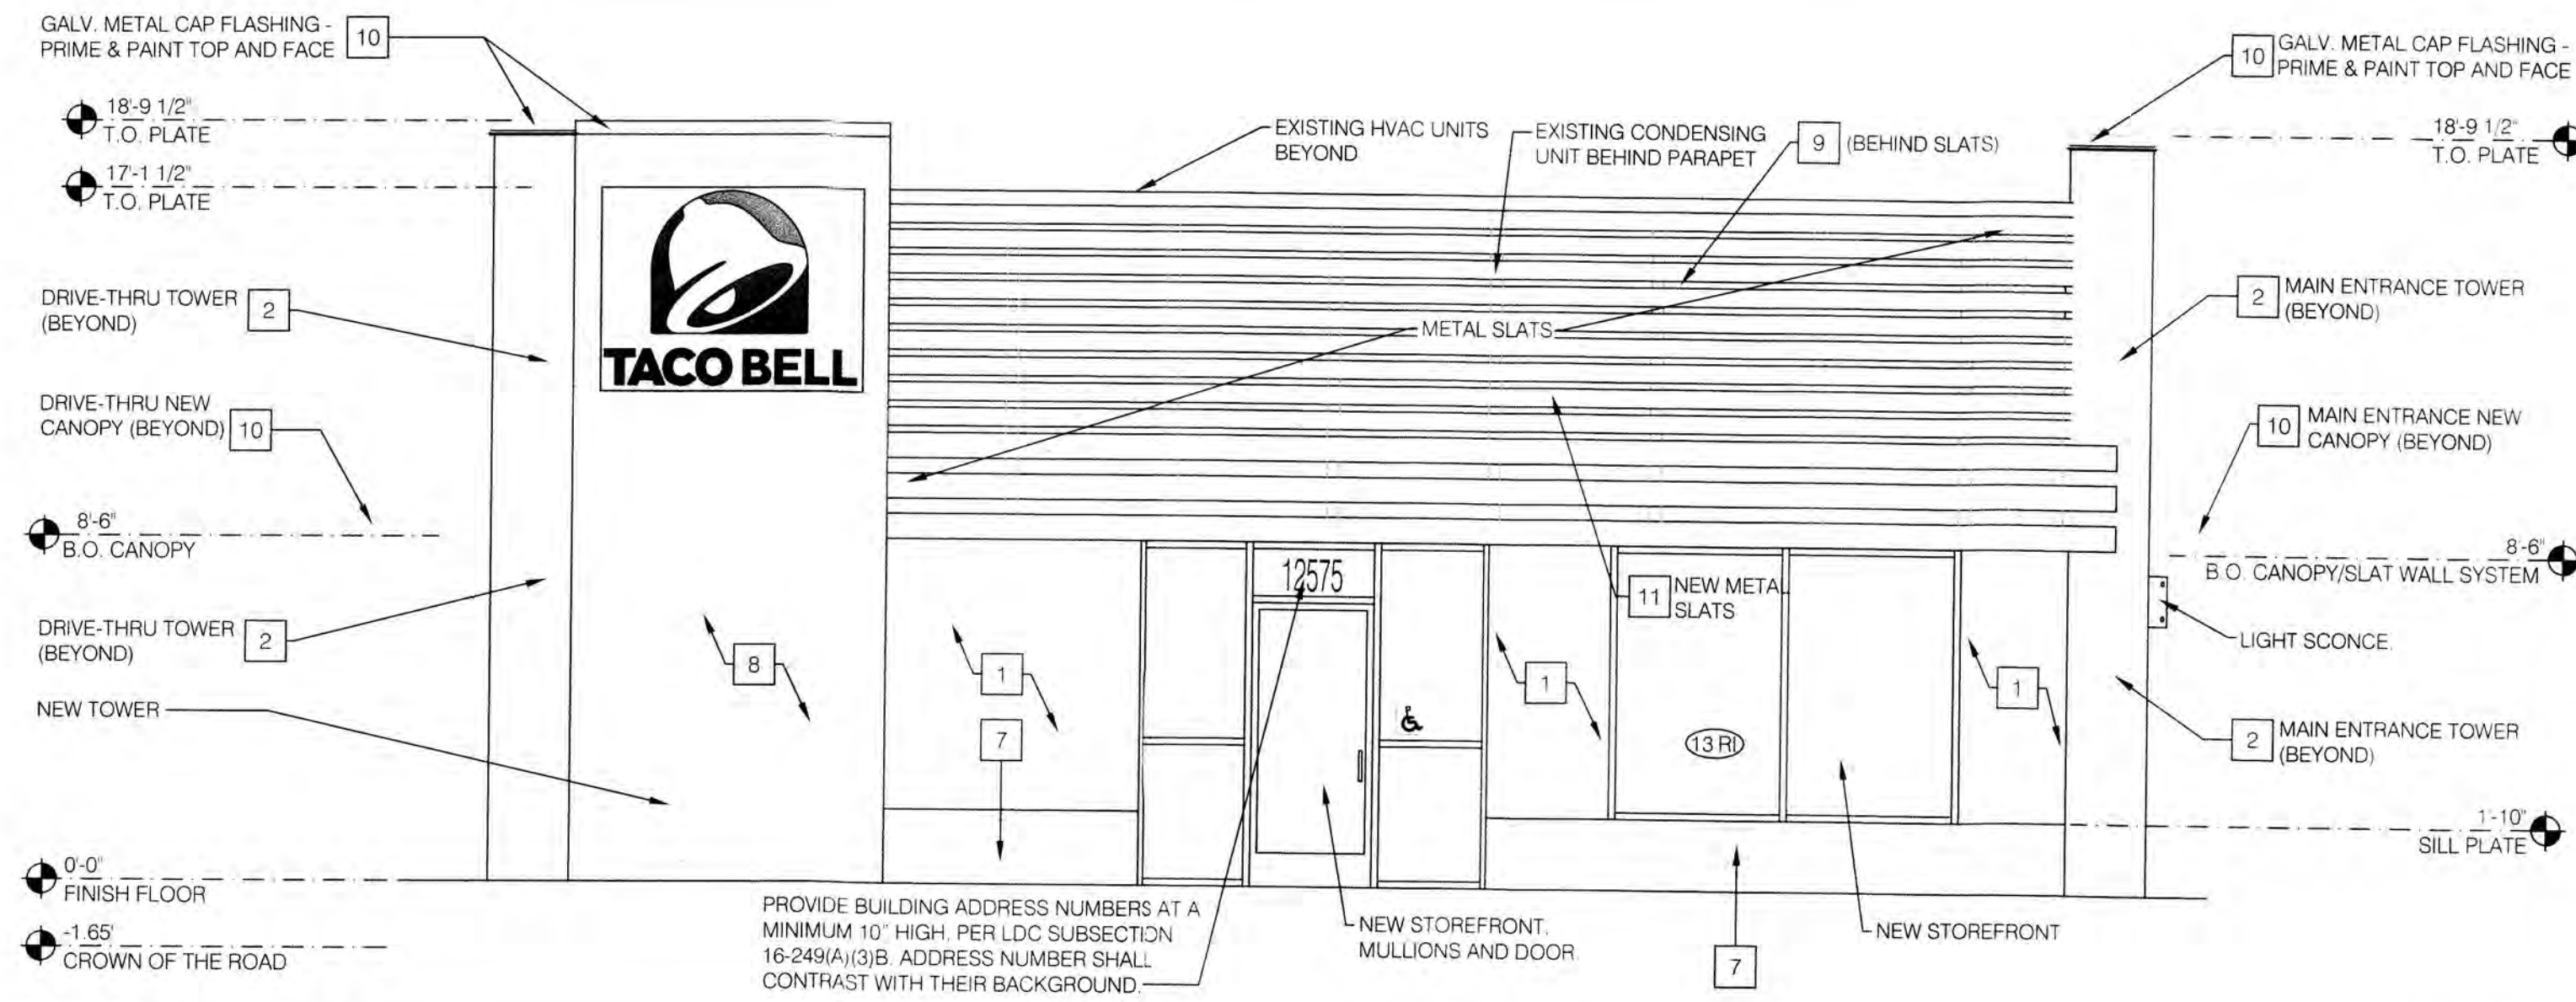 GALV. METAL CAP FLASHING -
PRIME & PAINT TOP AND FACE
10
18'-9 1/2"
T.O. PLATE
17'-1 1/2"
T.O. PLATE
DRIVE-THRU TOWER
(BEYOND)
2
DRIVE-THRU NEW
CANOPY (BEYOND)
10
8'-6"
B.O. CANOPY
DRIVE-THRU TOWER
(BEYOND)
2
NEW TOWER
0'-0"
FINISH FLOOR
-1.65'
CROWN OF THE ROAD
TACO BELL
8
EXISTING HVAC UNITS
BEYOND
EXISTING CONDENSING
UNIT BEHIND PARAPET
9 (BEHIND SLATS)
METAL SLATS
12575
11
NEW METAL
SLATS
1
7
1
1
13 RI
PROVIDE BUILDING ADDRESS NUMBERS AT A
MINIMUM 10" HIGH, PER LDC SUBSECTION
16-249(A)(3)B. ADDRESS NUMBER SHALL
CONTRAST WITH THEIR BACKGROUND.
NEW STOREFRONT,
MULLIONS AND DOOR
7
NEW STOREFRONT
10
GALV. METAL CAP FLASHING -
PRIME & PAINT TOP AND FACE
18'-9 1/2"
T.O. PLATE
2
MAIN ENTRANCE TOWER
(BEYOND)
10
MAIN ENTRANCE NEW
CANOPY (BEYOND)
8'-6"
B.O. CANOPY/SLAT WALL SYSTEM
LIGHT SCONCE
2
MAIN ENTRANCE TOWER
(BEYOND)
1'-10"
SILL PLATE